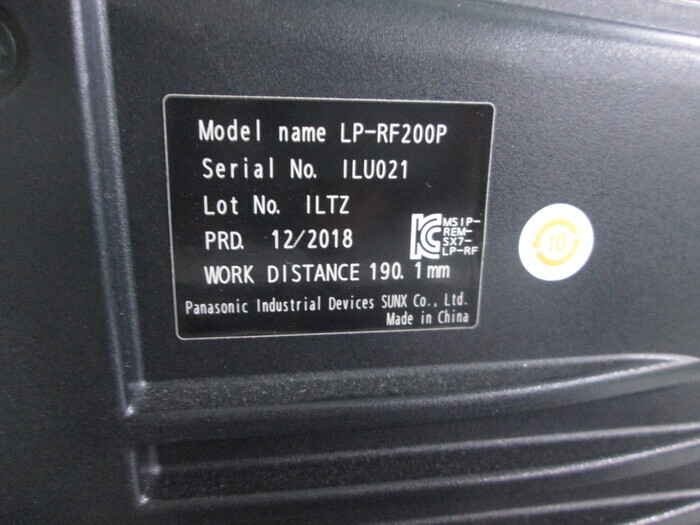 Model name LP-RF200P
Serial No. ILU021
Lot No. ILTZ
PRD. 12/2018
MSIP-
REM-
SX7-
LP-RF
WORK DISTANCE 190.1mm
Panasonic Industrial Devices SUNX Co., Ltd.
Made in China
10